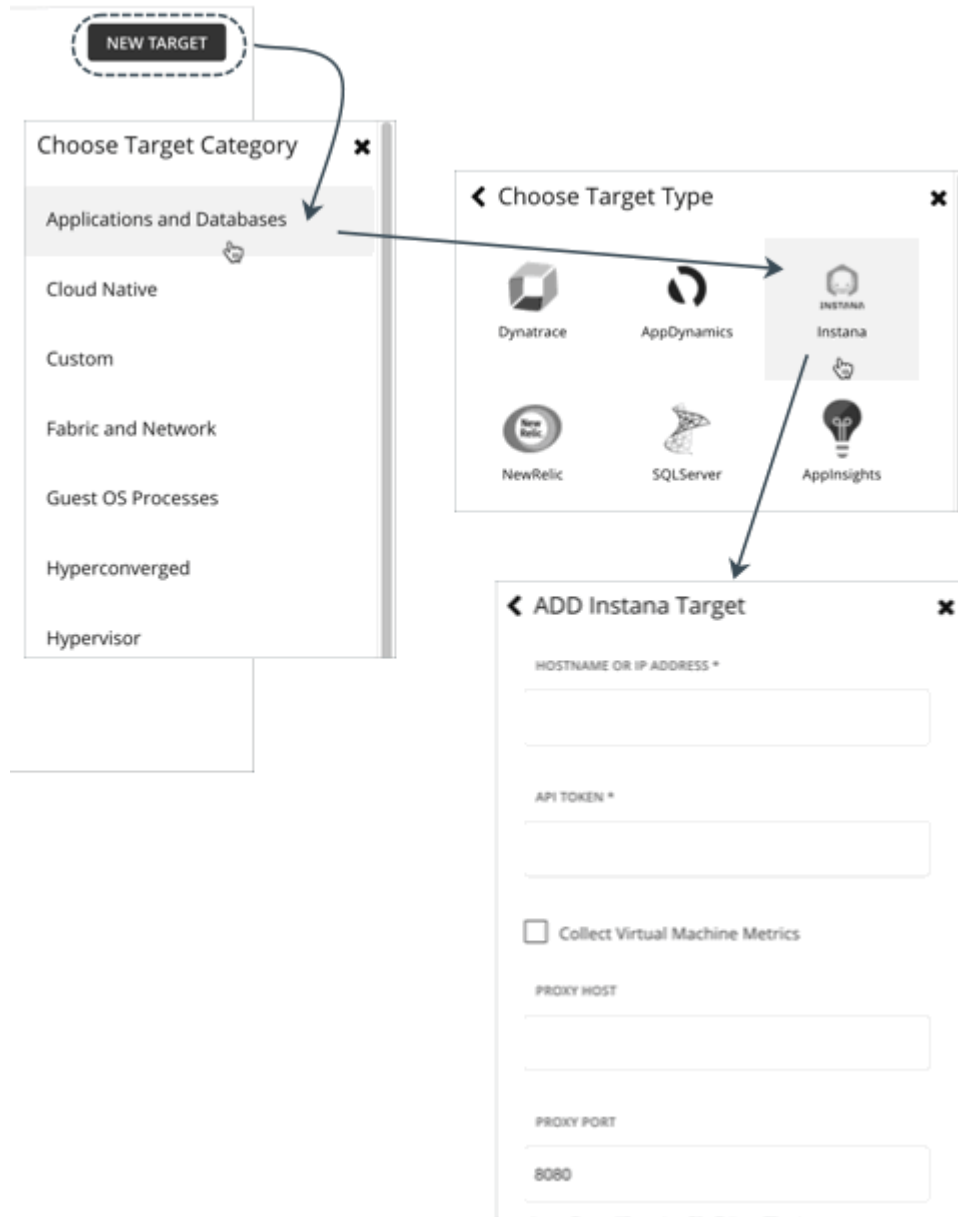 NEW TARGET
Choose Target Category
Applications and Databases
Cloud Native
Custom
Fabric and Network
Guest OS Processes
Hyperconverged
Hypervisor
Choose Target Type
INSTANA
Dynatrace
AppDynamics
Instana
New
Relic
NewRelic
SQLServer
AppInsights
ADD Instana Target
HOSTNAME OR IP ADDRESS *
API TOKEN *
Collect Virtual Machine Metrics
PROXY HOST
PROXY PORT
8080